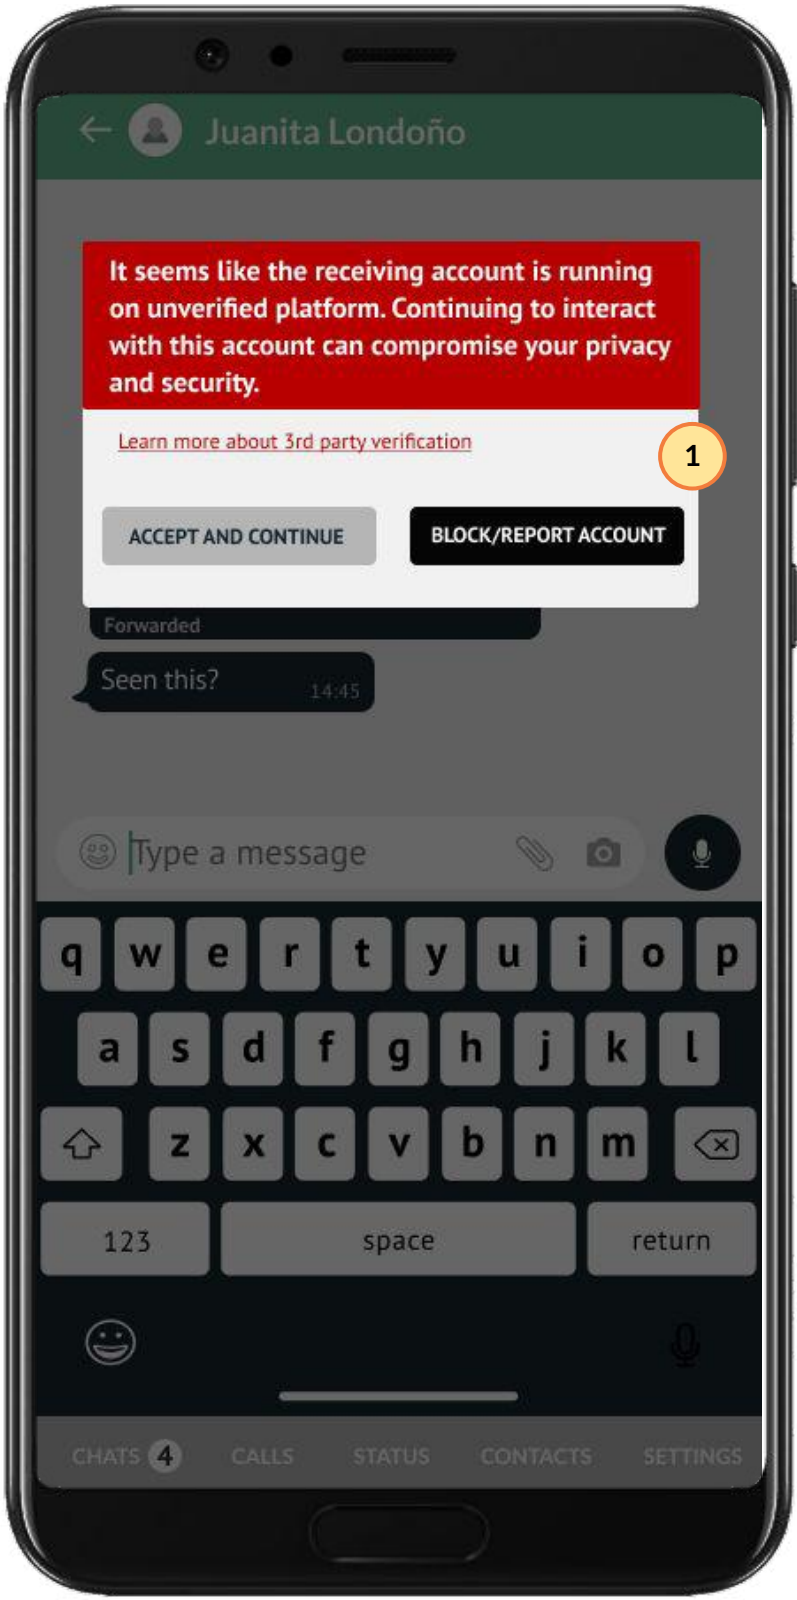 Juanita Londoño
It seems like the receiving account is running
on unverified platform. Continuing to interact
with this account can compromise your privacy
and security.
Learn more about 3rd party verification
1
ACCEPT AND CONTINUE
BLOCK/REPORT ACCOUNT
Forwarded
Seen this?
14:45
Type a message
q w e r t y u i o p
a s d f g h j k l
z x c v b n m
123 space return
CHATS 4 CALLS STATUS CONTACTS SETTINGS